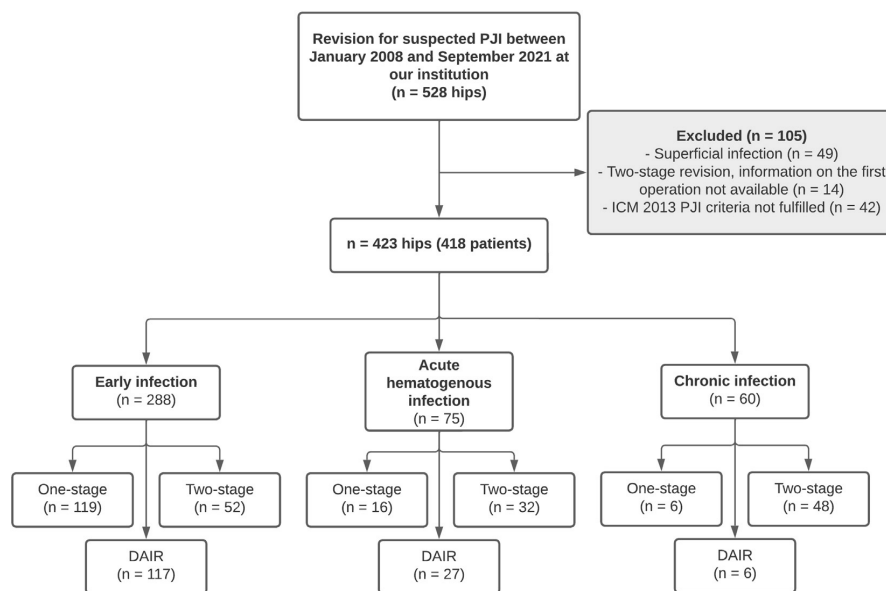 Revision for suspected PJI between
January 2008 and September 2021 at
our institution
(n = 528 hips)
Excluded (n = 105)
- Superficial infection (n = 49)
- Two-stage revision, information on the first
operation not available (n = 14)
- ICM 2013 PJI criteria not fulfilled (n = 42)
n = 423 hips (418 patients)
Early infection
(n = 288)
Acute
hematogenous
infection
(n = 75)
Chronic infection
(n = 60)
One-stage
(n = 119)
Two-stage
(n = 52)
DAIR
(n = 117)
One-stage
(n = 16)
Two-stage
(n = 32)
DAIR
(n = 27)
One-stage
(n = 6)
Two-stage
(n = 48)
DAIR
(n = 6)